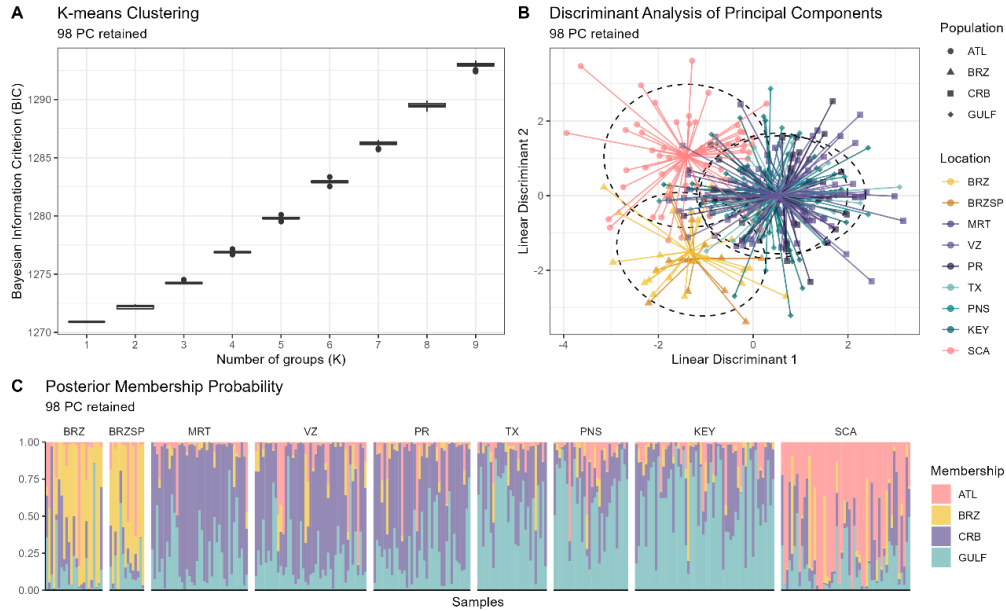 A K-means Clustering
98 PC retained
Bayesian Information Criterion (BIC)
1290
1285
1280
1275
1270
1 2 3 4 5 6 7 8 9
Number of groups (K)
B Discriminant Analysis of Principal Components
98 PC retained
Linear Discriminant 2
2
0
-2
-4 -2 0 2
Linear Discriminant 1
Population
ATL
BRZ
CRB
GULF
Location
BRZ
BRZSP
MRT
VZ
PR
TX
PNS
KEY
SCA
C Posterior Membership Probability
98 PC retained
BRZ BRZSP MRT VZ PR TX PNS KEY SCA
1.00
0.75
0.50
0.25
0.00
Samples
Membership
ATL
BRZ
CRB
GULF